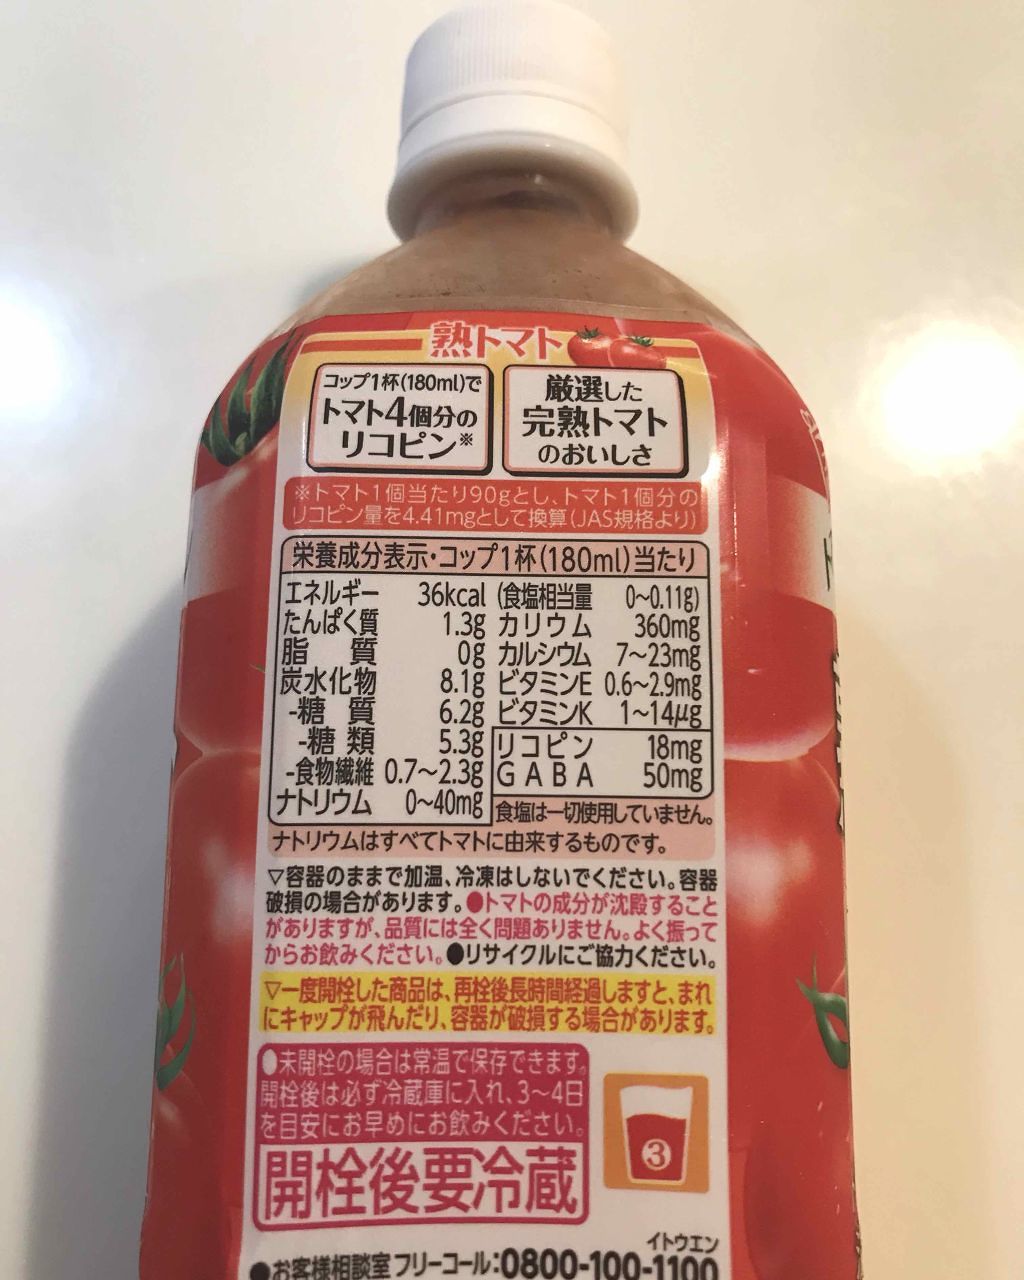 熟トマト
コップ1杯(180ml)で
トマト4個分の
リコピン※
厳選した
完熟トマト
のおいしさ
※トマト1個当たり90gとし、トマト1個分の
リコピン量を4.41mgとして換算(JAS規格より)
栄養成分表示・コップ1杯(180ml)当たり
エネルギー 36kcal
たんぱく質 1.3g
脂質 0g
炭水化物 8.1g
-糖質 6.2g
-糖類 5.3g
-食物繊維 0.7〜2.3g
ナトリウム 0〜40mg
(食塩相当量 0〜0.11g)
カリウム 360mg
カルシウム 7〜23mg
ビタミンE 0.6〜2.9mg
ビタミンK 1〜14μg
リコピン 18mg
GABA 50mg
食塩は一切使用していません。
ナトリウムはすべてトマトに由来するものです。
▽容器のままで加温、冷凍はしないでください。容器
破損の場合があります。●トマトの成分が沈殿すること
がありますが、品質には全く問題ありません。よく振って
からお飲みください。●リサイクルにご協力ください。
▽一度開栓した商品は、再栓後長時間経過しますと、まれ
にキャップが飛んだり、容器が破損する場合があります。
●未開栓の場合は常温で保存できます。
開栓後は必ず冷蔵庫に入れ、3〜4日
を目安にお早めにお飲みください。
開栓後要冷蔵
3
イトウエン
●お客様相談室フリーコール:0800-100-1100